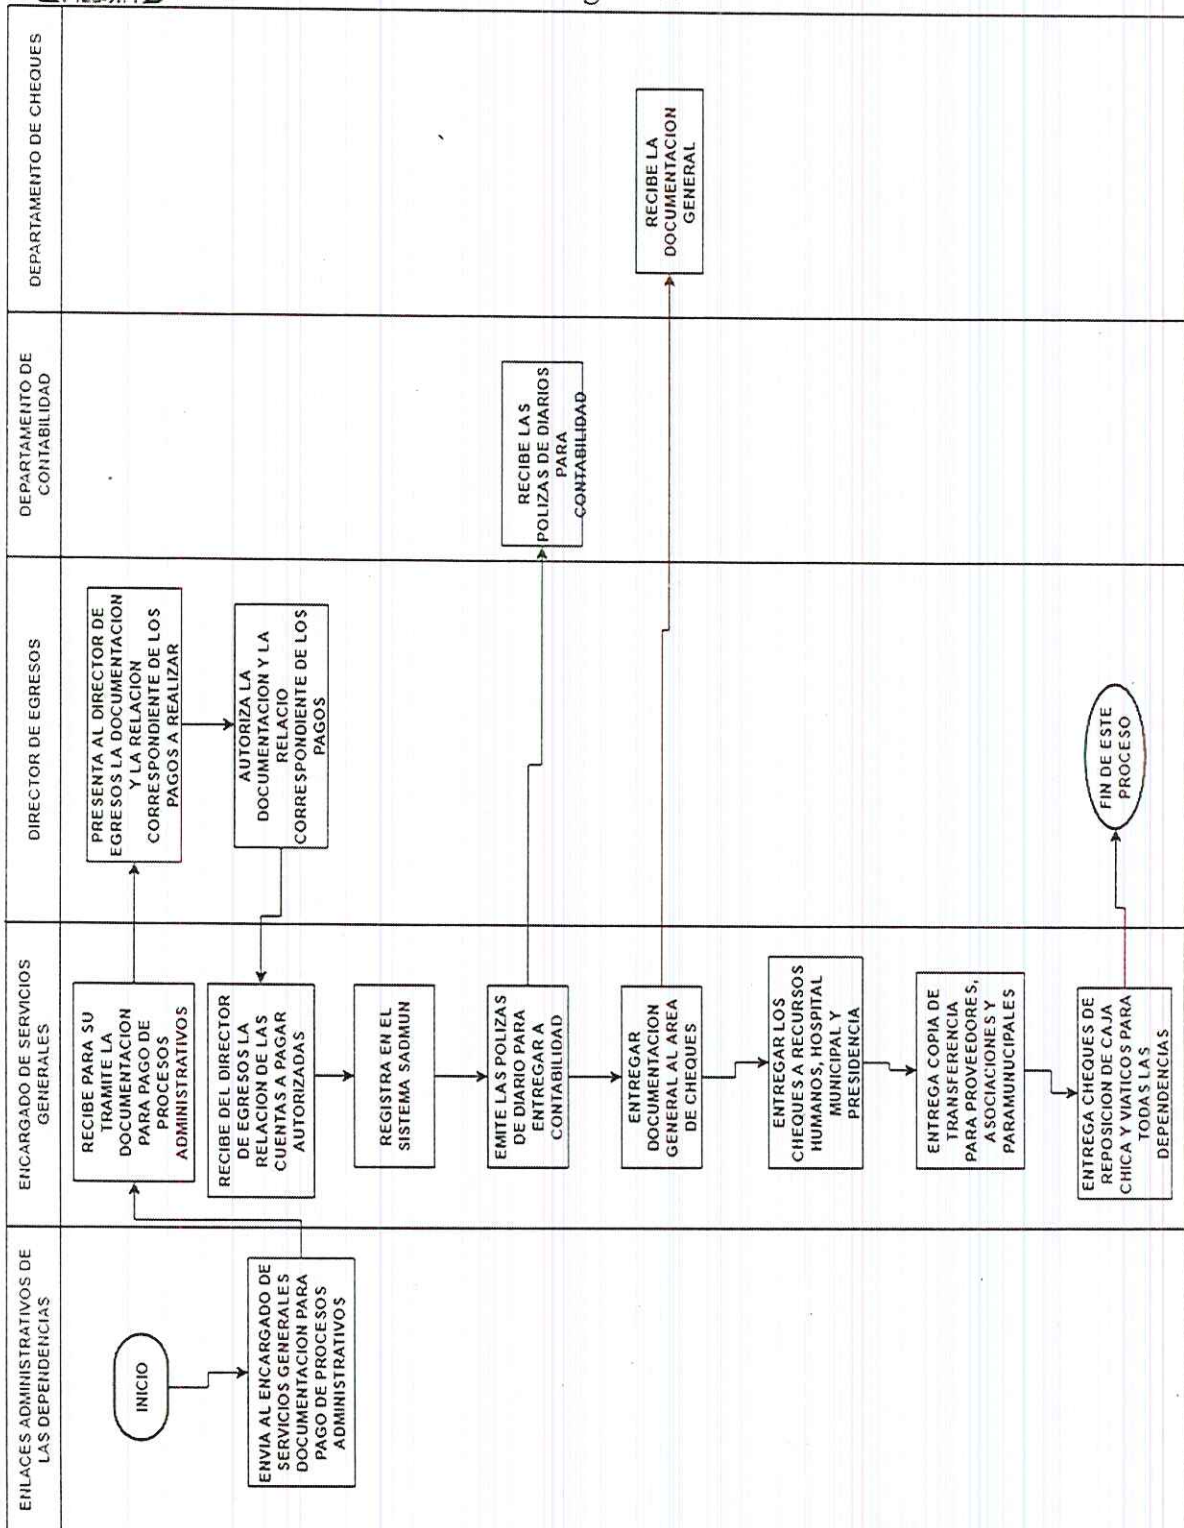 ENLACES ADMINISTRATIVOS DE
LAS DEPENDENCIAS
ENCARGADO DE SERVICIOS
GENERALES
DIRECTOR DE EGRESOS
DEPARTAMENTO DE
CONTABILIDAD
DEPARTAMENTO DE CHEQUES
INICIO
ENVIA AL ENCARGADO DE
SERVICIOS GENERALES
DOCUMENTACION PARA
PAGO DE PROCESOS
ADMINISTRATIVOS
RECIBE PARA SU
TRAMITE LA
DOCUMENTACION
PARA PAGO DE
PROCESOS
ADMINISTRATIVOS
PRESENTA AL DIRECTOR DE
EGRESOS LA DOCUMENTACION
Y LA RELACION
CORRESPONDIENTE DE LOS
PAGOS A REALIZAR
AUTORIZA LA
DOCUMENTACION Y LA
RELACIO
CORRESPONDIENTE DE LOS
PAGOS
RECIBE DEL DIRECTOR
DE EGRESOS LA
RELACION DE LAS
CUENTAS A PAGAR
AUTORIZADAS
REGISTRA EN EL
SISTEMA SADMUN
EMITE LAS POLIZAS
DE DIARIO PARA
ENTREGAR A
CONTABILIDAD
RECIBE LAS
POLIZAS DE DIARIOS
PARA
CONTABILIDAD
ENTREGAR
DOCUMENTACION
GENERAL AL AREA
DE CHEQUES
RECIBE LA
DOCUMENTACION
GENERAL
ENTREGAR LOS
CHEQUE A RECURSOS
HUMANOS, HOSPITAL
MUNICIPAL Y
PRESIDENCIA
ENTREGA COPIA DE
TRANSFERENCIA
PARA PROVEEDORES,
ASOCIACIONES Y
PARAMUNUCIPALES
ENTREGA CHEQUES DE
REPOSICION DE CAJA
CHICA Y VIATICOS PARA
TODAS LAS
DEPENDENCIAS
FIN DE ESTE
PROCESO